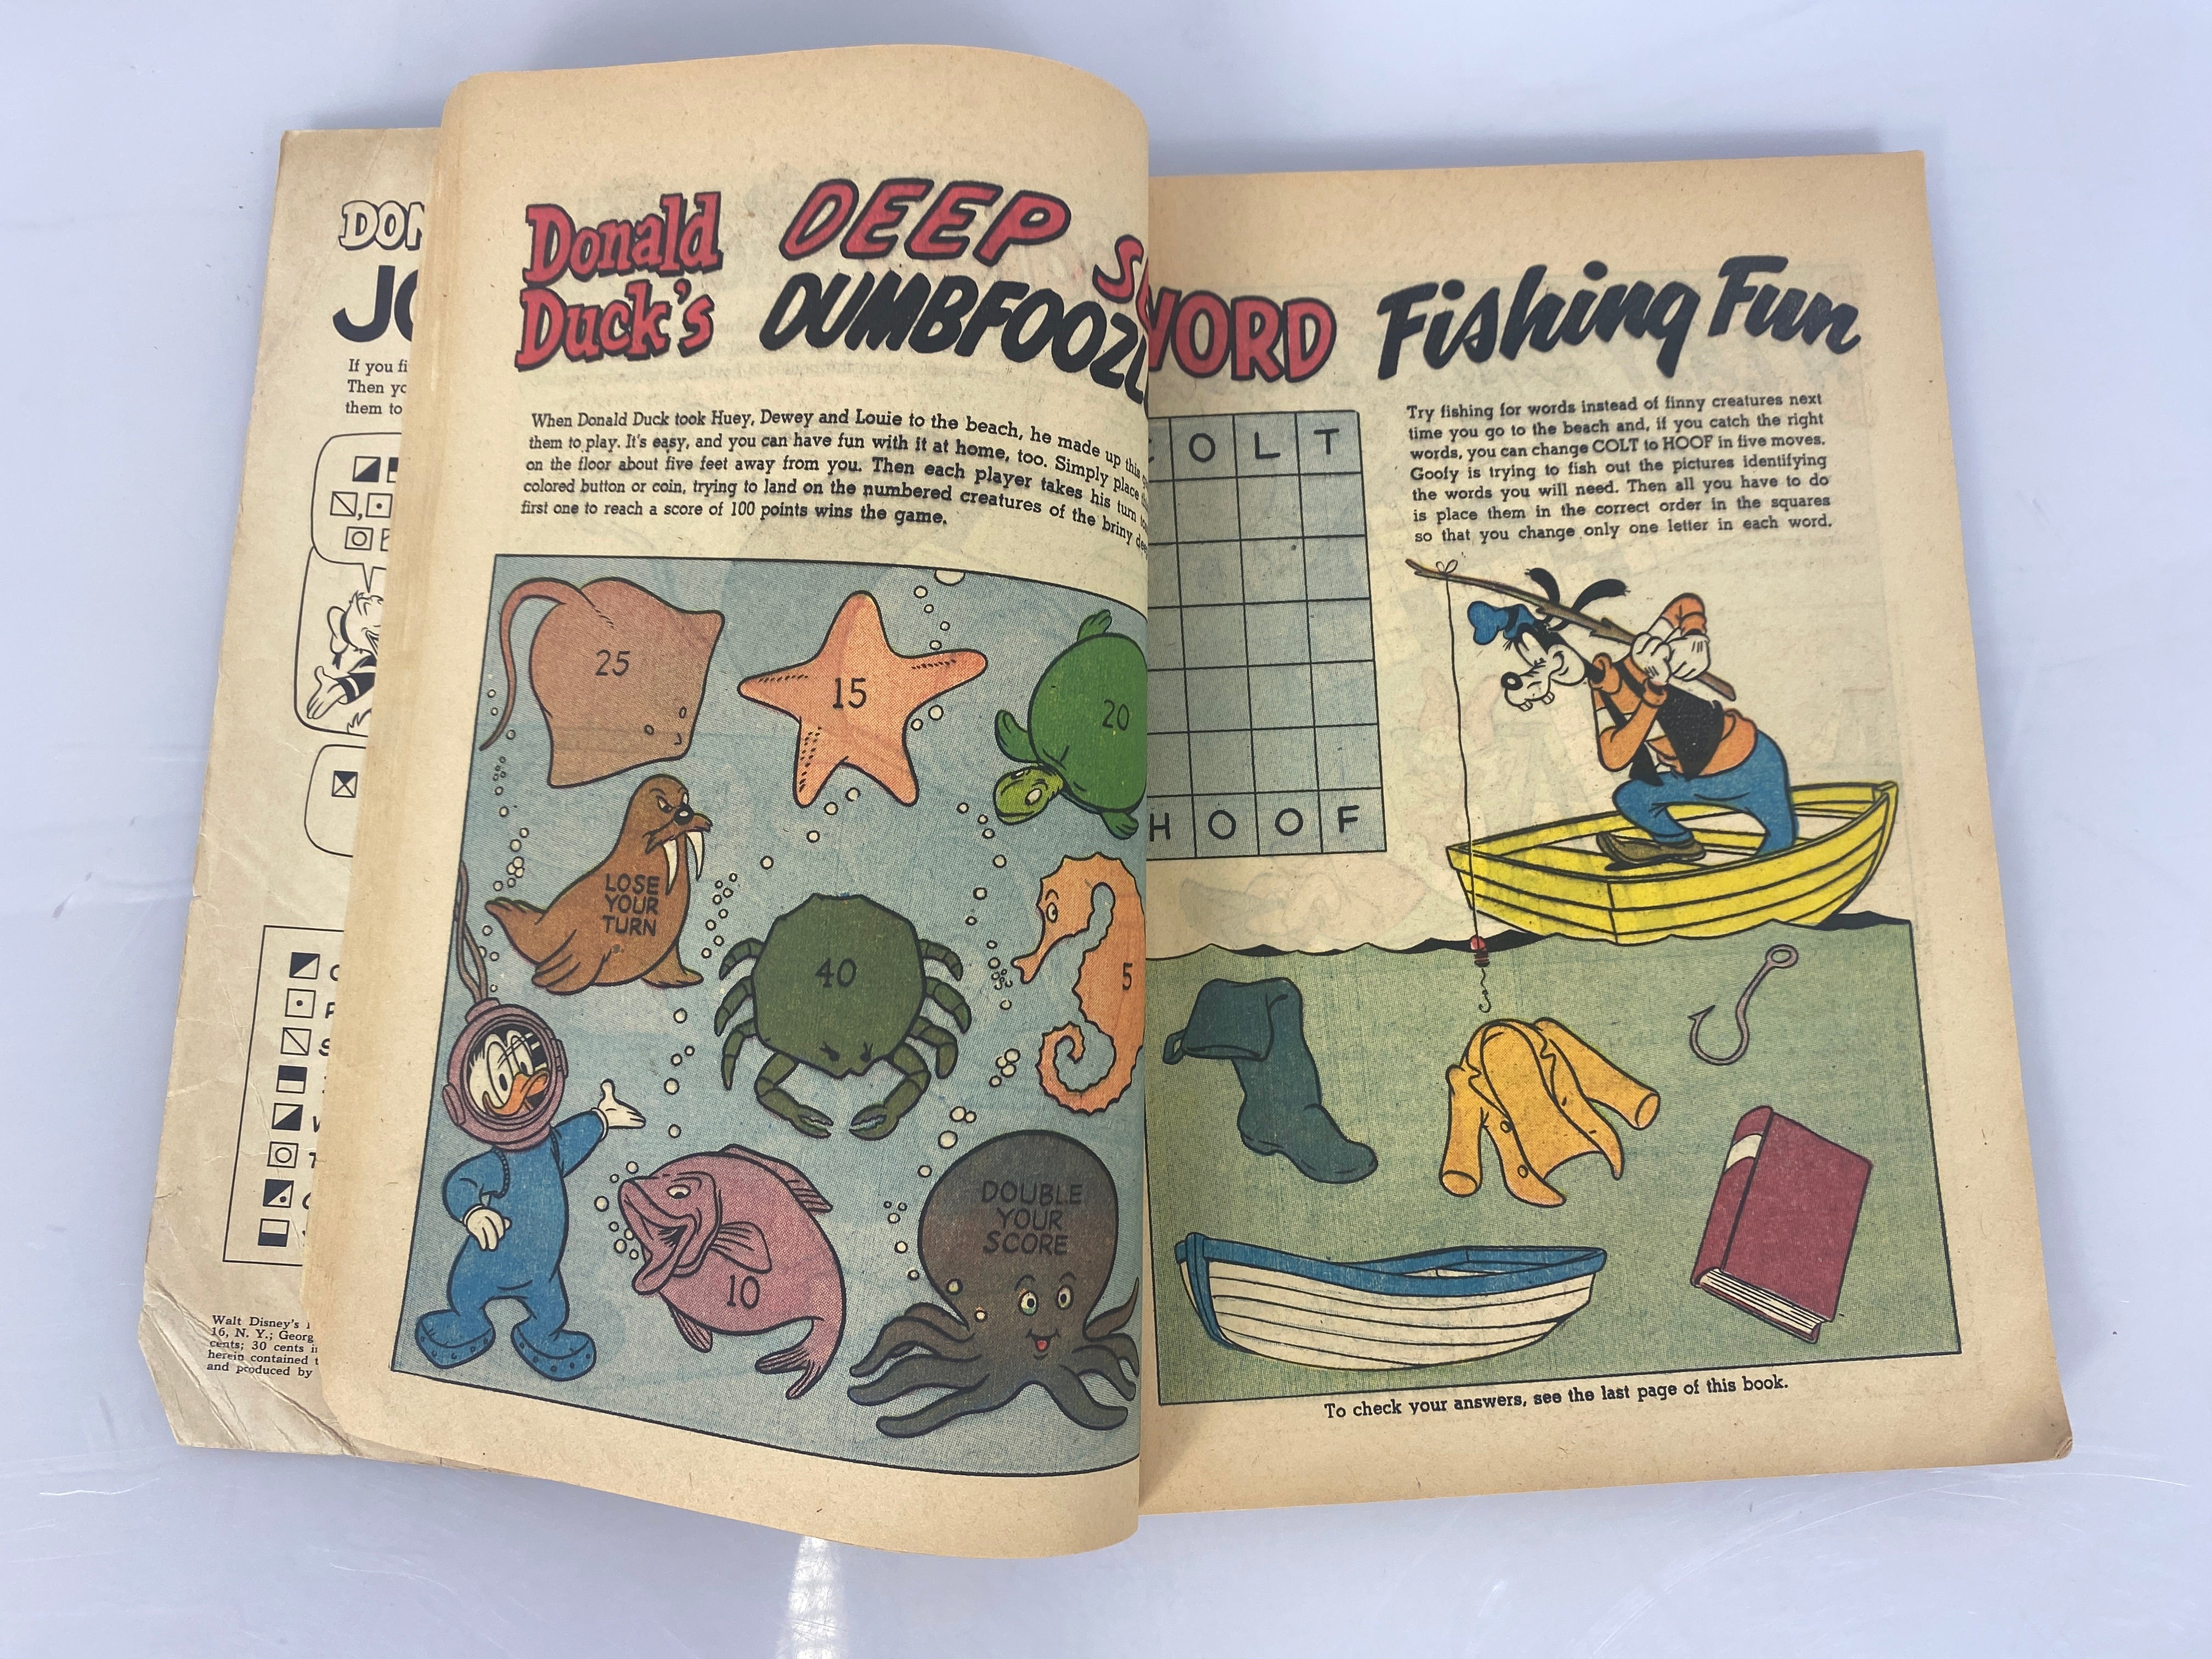 If you
Then
them to
Walt Disney's
16, N. Y.;
cents; 30 cents
herein contained
and produced by
Donald
Duck's
DEEP
When Donald Duck took Huey, Dewey and Louie to the beach, he made up this
them to play. It's easy, and you can have fun with it at home, too. Simply place
on the floor about five feet away from you. Then each player takes his turn
colored button or coin, trying to land on the numbered creatures of the briny
first one to reach a score of 100 points wins the game.
25
15
20
LOSE
YOUR
TURN
40
5
10
DOUBLE
YOUR
SCORE
WORD Fishing Fun
Try fishing for words instead of finny creatures next
time you go to the beach and, if you catch the right
words, you can change COLT to HOOF in five moves.
Goofy is trying to fish out the pictures identifying
the words you will need. Then all you have to do
is place them in the correct order in the squares
so that you change only one letter in each word.
C O L T
H O O F
To check your answers, see the last page of this book.